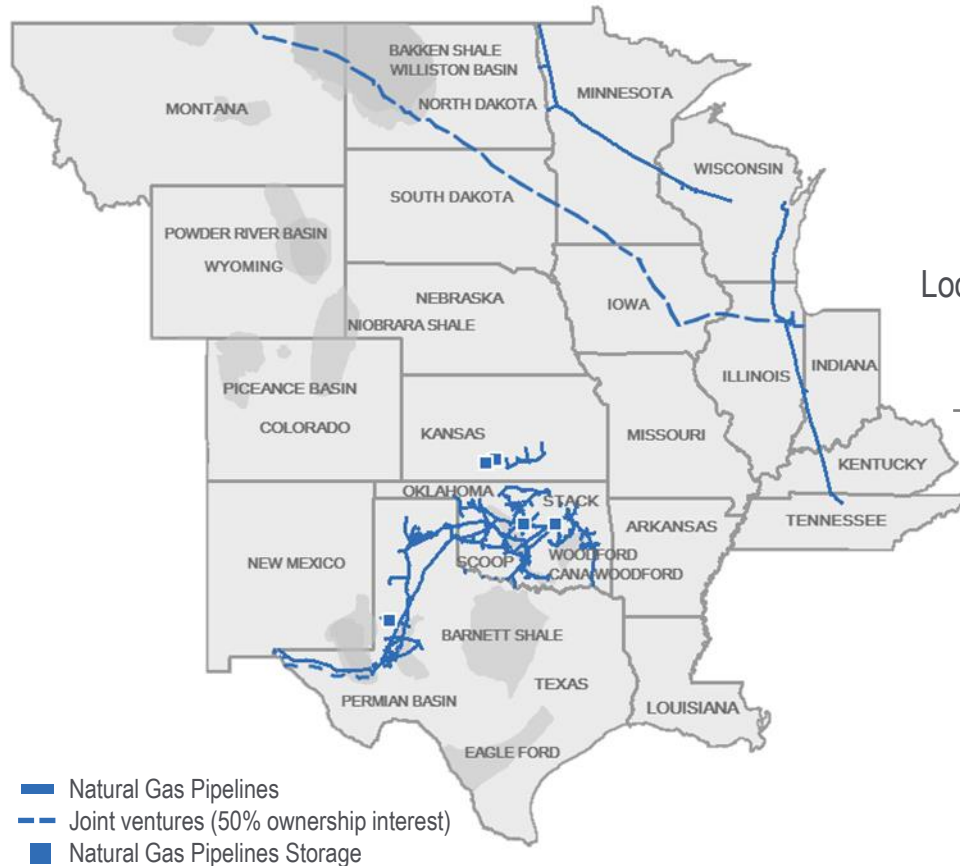 BAKKEN SHALE
WILLISTON BASIN
NORTH DAKOTA
MINNESOTA
MONTANA
WISCONSIN
SOUTH DAKOTA
POWDER RIVER BASIN
WYOMING
NEBRASKA
IOWA
NIOBRARA SHALE
Loc
ILLINOIS
INDIANA
PICEANCE BASIN
COLORADO
KANSAS
MISSOURI
KENTUCKY
OKLAHOMA
STACK
ARKANSAS
TENNESSEE
NEW MEXICO
SCOOP
WOODFORD
CANA WOODFORD
BARNETT SHALE
TEXAS
PERMIAN BASIN
LOUISIANA
EAGLE FORD
Natural Gas Pipelines
Joint ventures (50% ownership interest)
Natural Gas Pipelines Storage